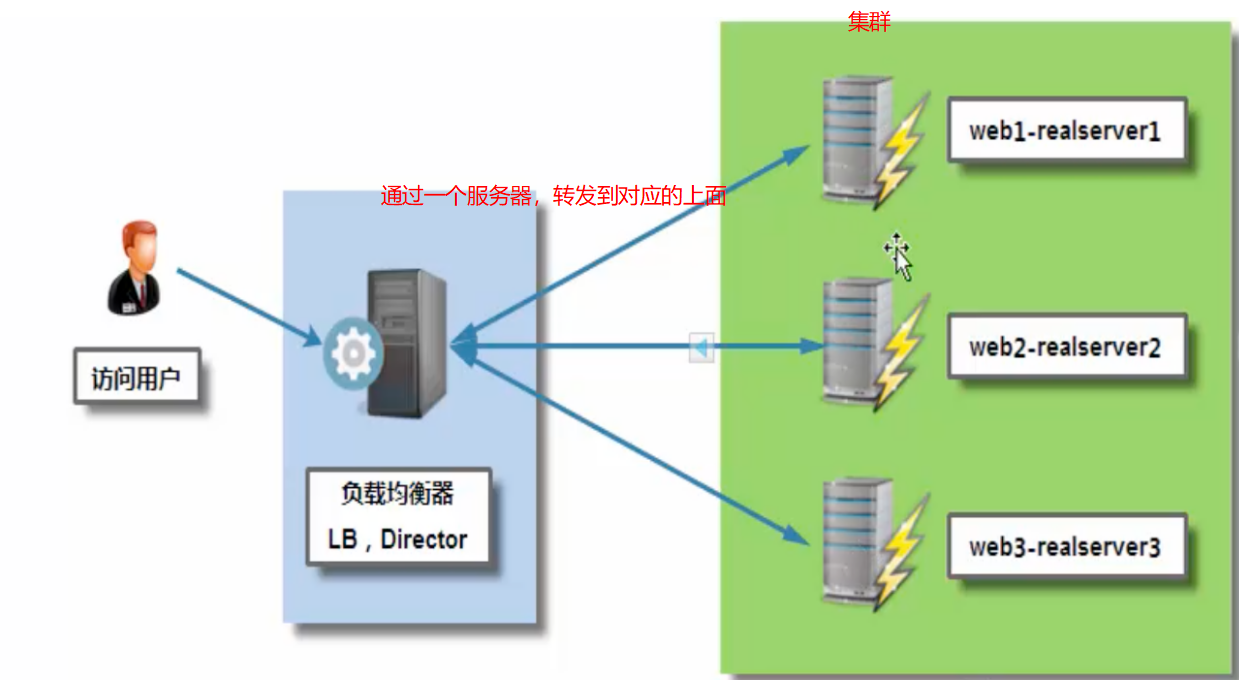 集群
web1-realserver1
通过一个服务器，转发到对应的上面
web2-realserver2
访问用户
负载均衡器
LB , Director
web3-realserver3